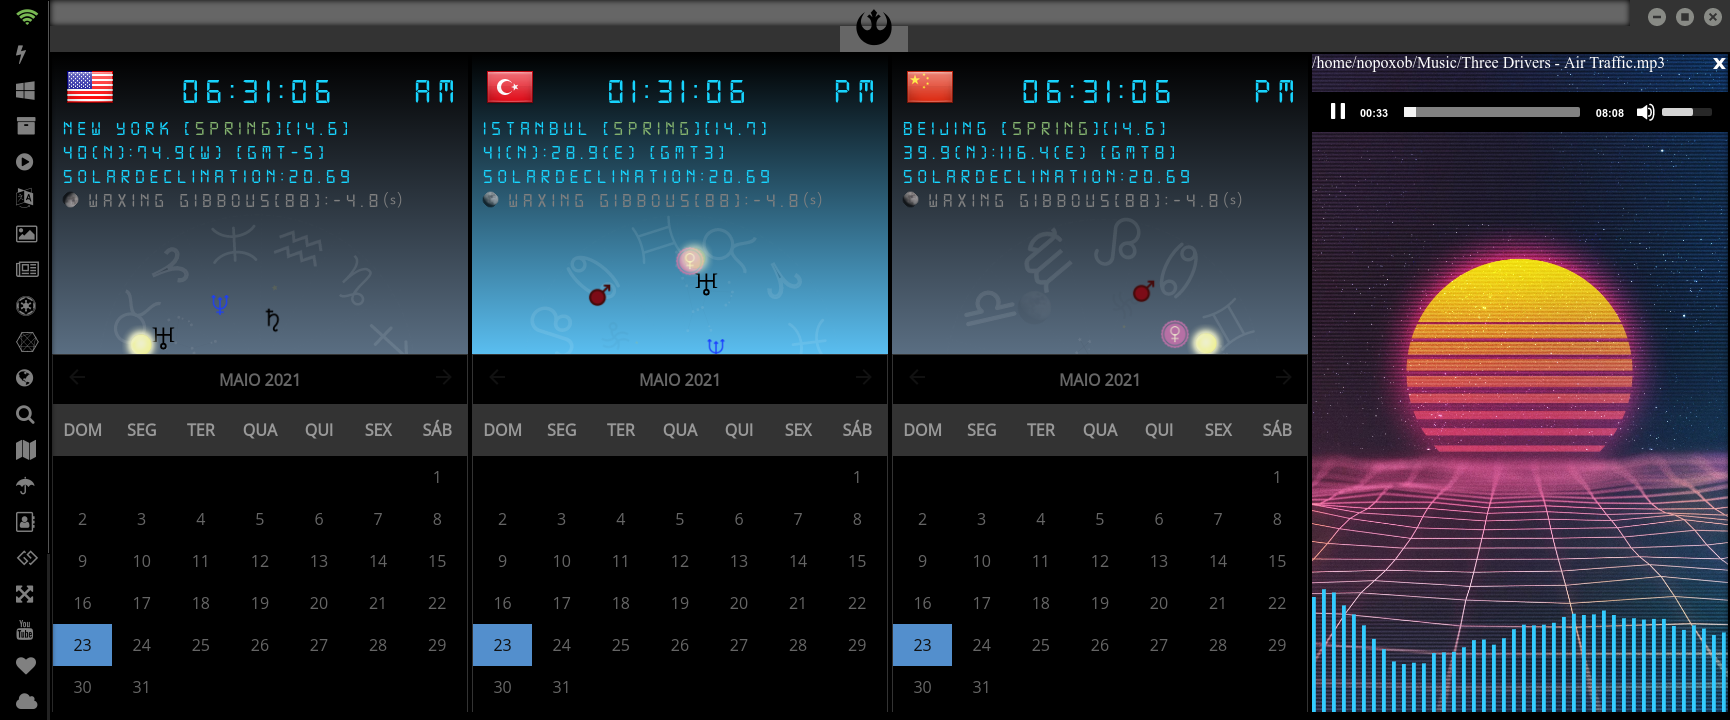 06:31:06 AM
NEW YORK [SPRING][14.6]
40(N):74.9(W) [GMT-5]
SOLARDECLINATION:20.69
WAXING GIBBOUS[88]:-4.8(s)
MAIO 2021
DOM SEG TER QUA QUI SEX SÁB
1
2 3 4 5 6 7 8
9 10 11 12 13 14 15
16 17 18 19 20 21 22
23 24 25 26 27 28 29
30 31
01:31:06 PM
ISTANBUL [SPRING][14.7]
41(N):28.9(E) [GMT3]
SOLARDECLINATION:20.69
WAXING GIBBOUS[88]:-4.8(s)
MAIO 2021
DOM SEG TER QUA QUI SEX SÁB
1
2 3 4 5 6 7 8
9 10 11 12 13 14 15
16 17 18 19 20 21 22
23 24 25 26 27 28 29
30 31
06:31:06 PM
BEIJING [SPRING][14.6]
39.9(N):116.4(E) [GMT8]
SOLARDECLINATION:20.69
WAXING GIBBOUS[88]:-4.8(s)
MAIO 2021
DOM SEG TER QUA QUI SEX SÁB
1
2 3 4 5 6 7 8
9 10 11 12 13 14 15
16 17 18 19 20 21 22
23 24 25 26 27 28 29
30 31
/home/nopoxob/Music/Three Drivers - Air Traffic.mp3 x
00:33 08:08
You
Tube